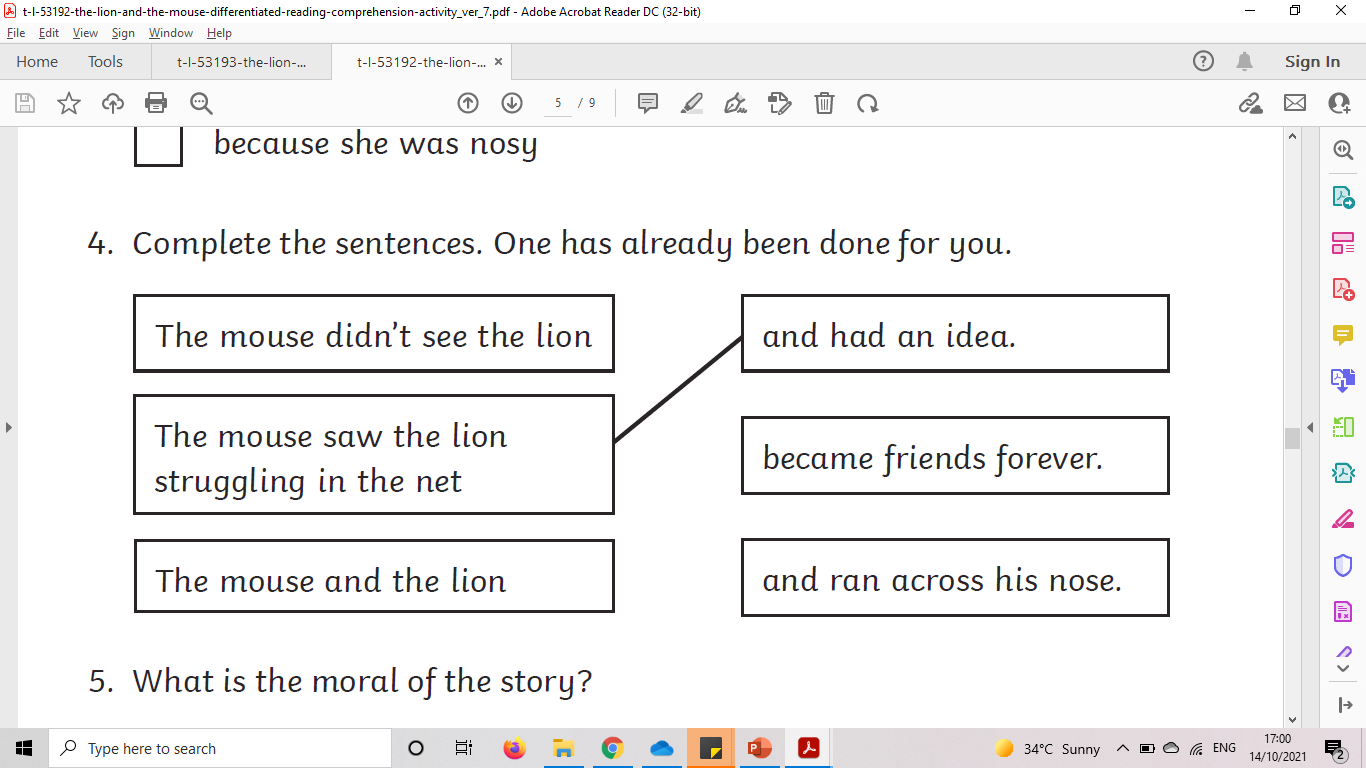 t-l-53192-the-lion-and-the-mouse-differentiated-reading-comprehension-activity_ver_7.pdf - Adobe Acrobat Reader DC (32-bit)
File Edit View Sign Window Help
Home Tools t-l-53193-the-lion-... t-l-53192-the-lion-... × Sign In
5 / 9
because she was nosy
4. Complete the sentences. One has already been done for you.
The mouse didn't see the lion
and had an idea.
The mouse saw the lion
struggling in the net
became friends forever.
The mouse and the lion
and ran across his nose.
5. What is the moral of the story?
Type here to search
34°C Sunny
ENG
17:00
14/10/2021
2